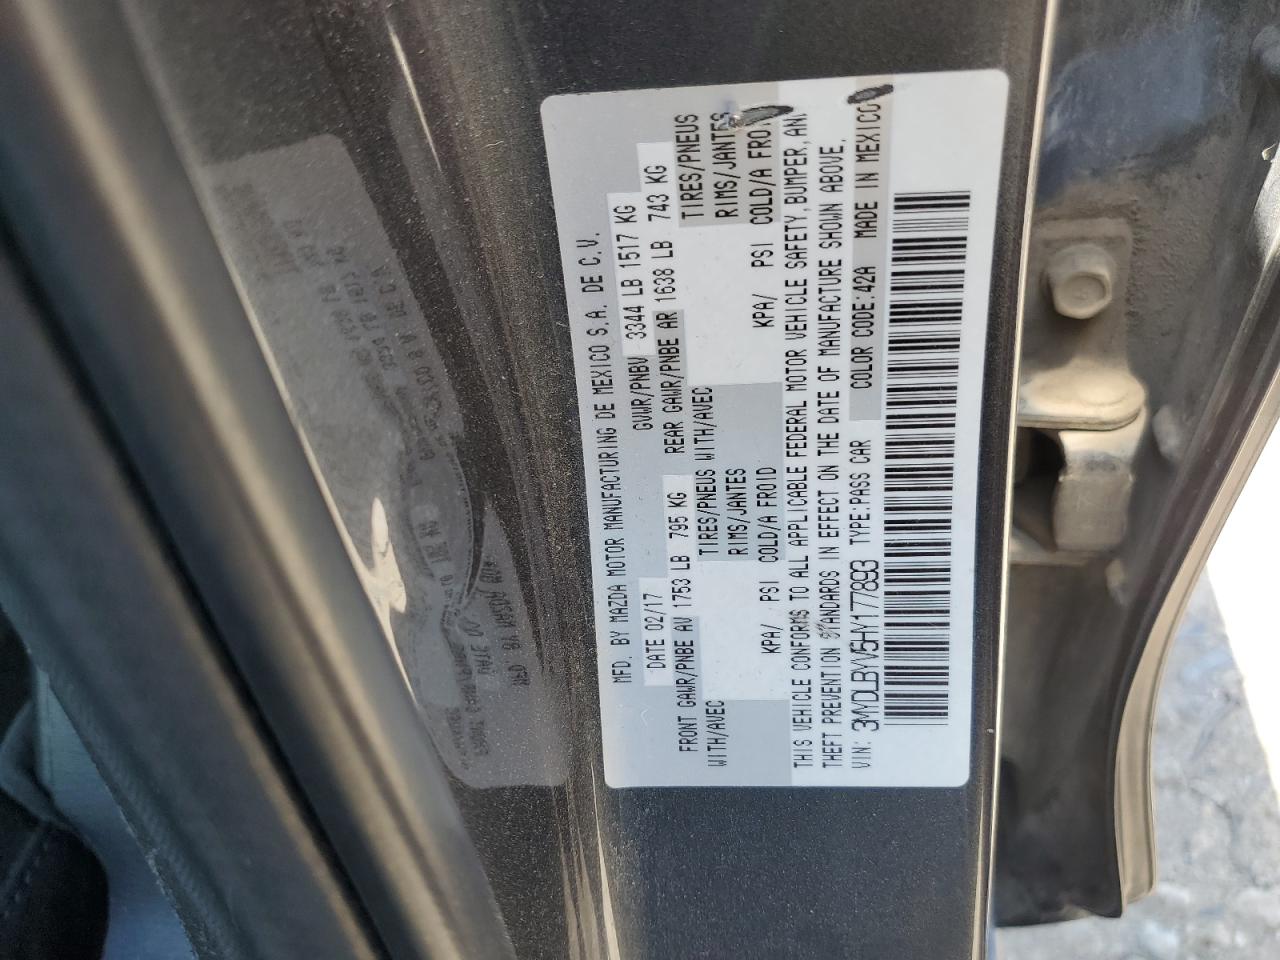 MFD. BY MAZDA MOTOR MANUFACTURING DE MEXICO S.A. DE C.V.
DATE 02/17 GVWR/PNBV 3344 LB 1517 KG
FRONT GAWR/PNBE AV 1753 LB 795 KG REAR GAWR/PNBE AR 1638 LB 743 KG
WITH/AVEC TIRES/PNEUS WITH/AVEC TIRES/PNEUS
RIMS/JANTES RIMS/JANTES
KPA/ PSI COLD/A FROID KPA/ PSI COLD/A
THIS VEHICLE CONFORMS TO ALL APPLICABLE FEDERAL MOTOR VEHICLE SAFETY, BUMPER, AND
THEFT PREVENTION STANDARDS IN EFFECT ON THE DATE OF MANUFACTURE SHOWN ABOVE.
VIN: 3MYDLBYV5HY177893 TYPE:PASS CAR COLOR CODE:42A MADE IN MEXICO